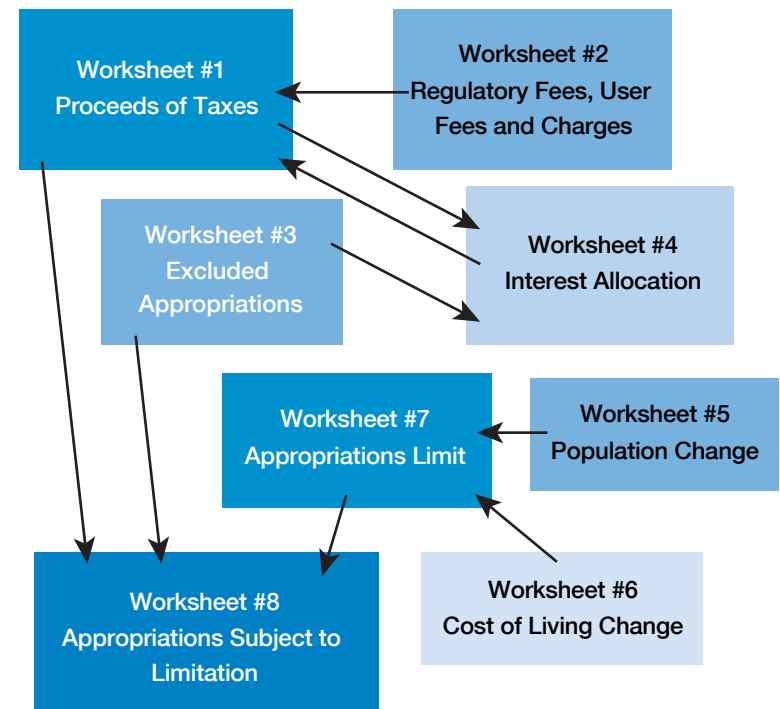 Worksheet #1
Proceeds of Taxes
Worksheet #2
Regulatory Fees, User
Fees and Charges
Worksheet #3
Excluded
Appropriations
Worksheet #4
Interest Allocation
Worksheet #7
Appropriations Limit
Worksheet #5
Population Change
Worksheet #8
Appropriations Subject to
Limitation
Worksheet #6
Cost of Living Change